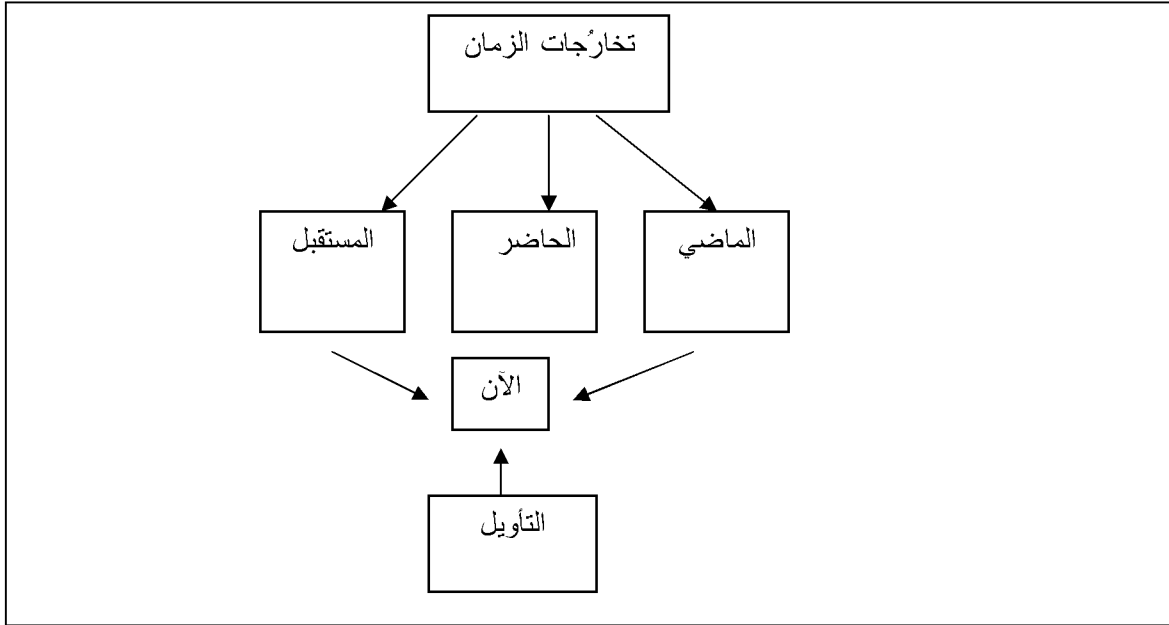 تخارُجات الزمان
الماضي
الحاضر
المستقبل
الآن
التأويل